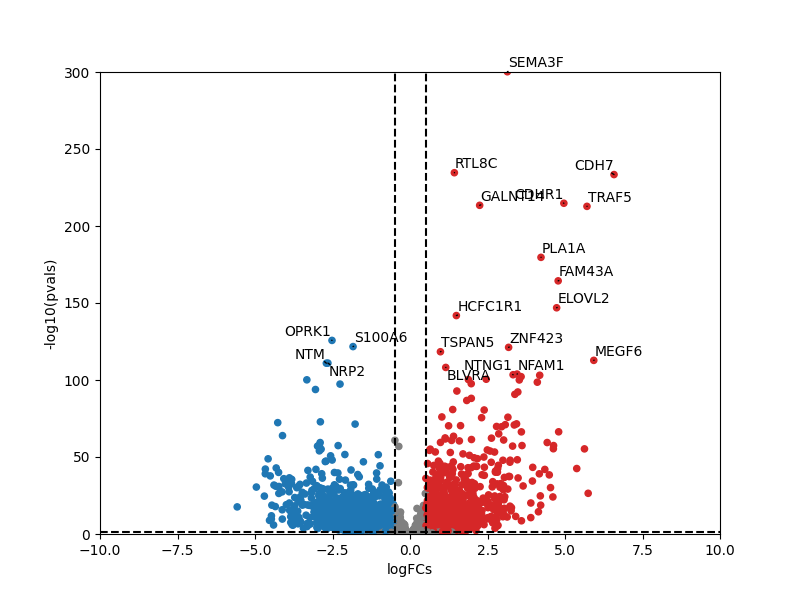 SEMA3F
300
RTL8C
CDH7
250
GALNT14
CDHR1
TRAF5
200
PLA1A
FAM43A
ELOVL2
150
HCFC1R1
OPRK1
S100A6
TSPAN5
ZNF423
NTM
MEGF6
NRP2
BLVRA
NTNG1
NFAM1
100
50
0
-log10(pvals)
−10.0 −7.5 −5.0 −2.5 0.0 2.5 5.0 7.5 10.0
logFCs